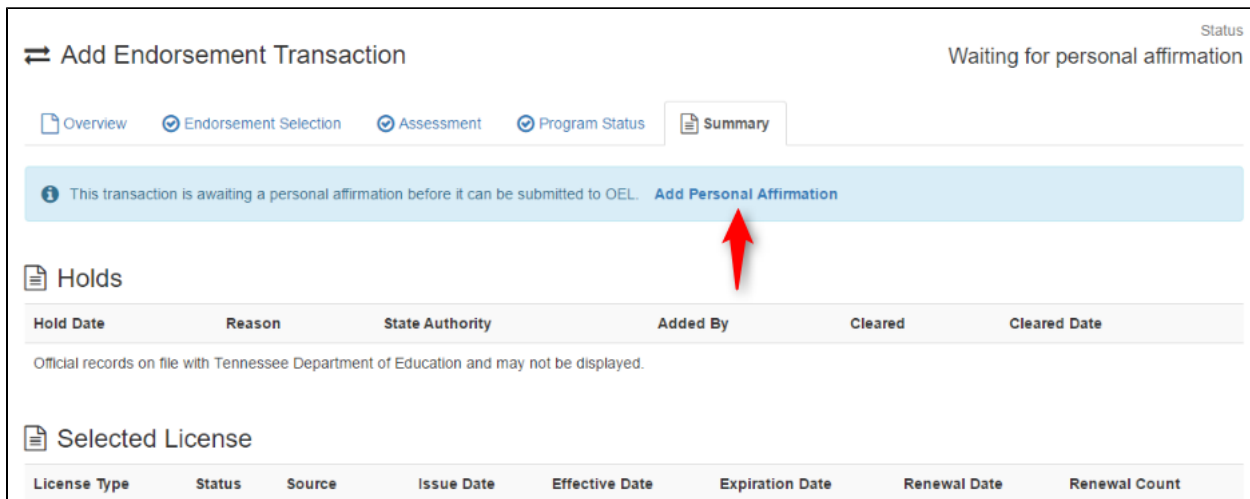 Status
Add Endorsement Transaction
Waiting for personal affirmation
Overview Endorsement Selection Assessment Program Status Summary
This transaction is awaiting a personal affirmation before it can be submitted to OEL. Add Personal Affirmation
Holds
Hold Date Reason State Authority Added By Cleared Cleared Date
Official records on file with Tennessee Department of Education and may not be displayed.
Selected License
License Type Status Source Issue Date Effective Date Expiration Date Renewal Date Renewal Count